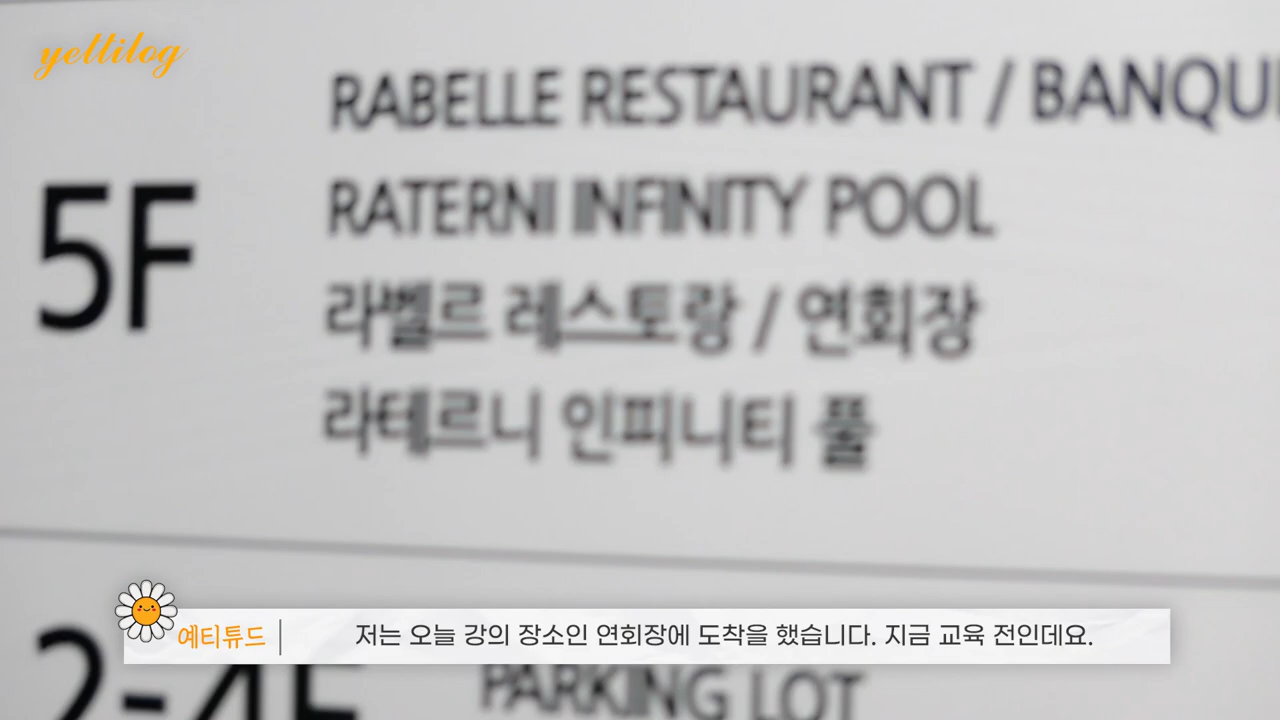 yettilog
RABELLE RESTAURANT / BANQU
5F
RATERNI INFINITY POOL
라벨르 레스토랑 / 연회장
라테르니 인피니티 풀
예티튜드
저는 오늘 강의 장소인 연회장에 도착을 했습니다. 지금 교육 전인데요.
2-4F
PARKING LOT